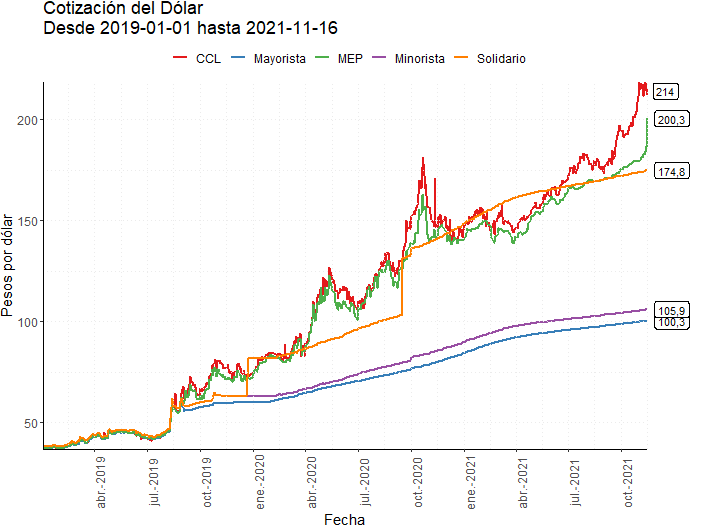 Cotización del Dólar
Desde 2019-01-01 hasta 2021-11-16
CCL Mayorista MEP Minorista Solidario
Pesos por dólar
200
150
100
50
214
200,3
174,8
105,9
100,3
abr.-2019
jul.-2019
oct.-2019
ene.-2020
abr.-2020
jul.-2020
oct.-2020
ene.-2021
abr.-2021
jul.-2021
oct.-2021
Fecha